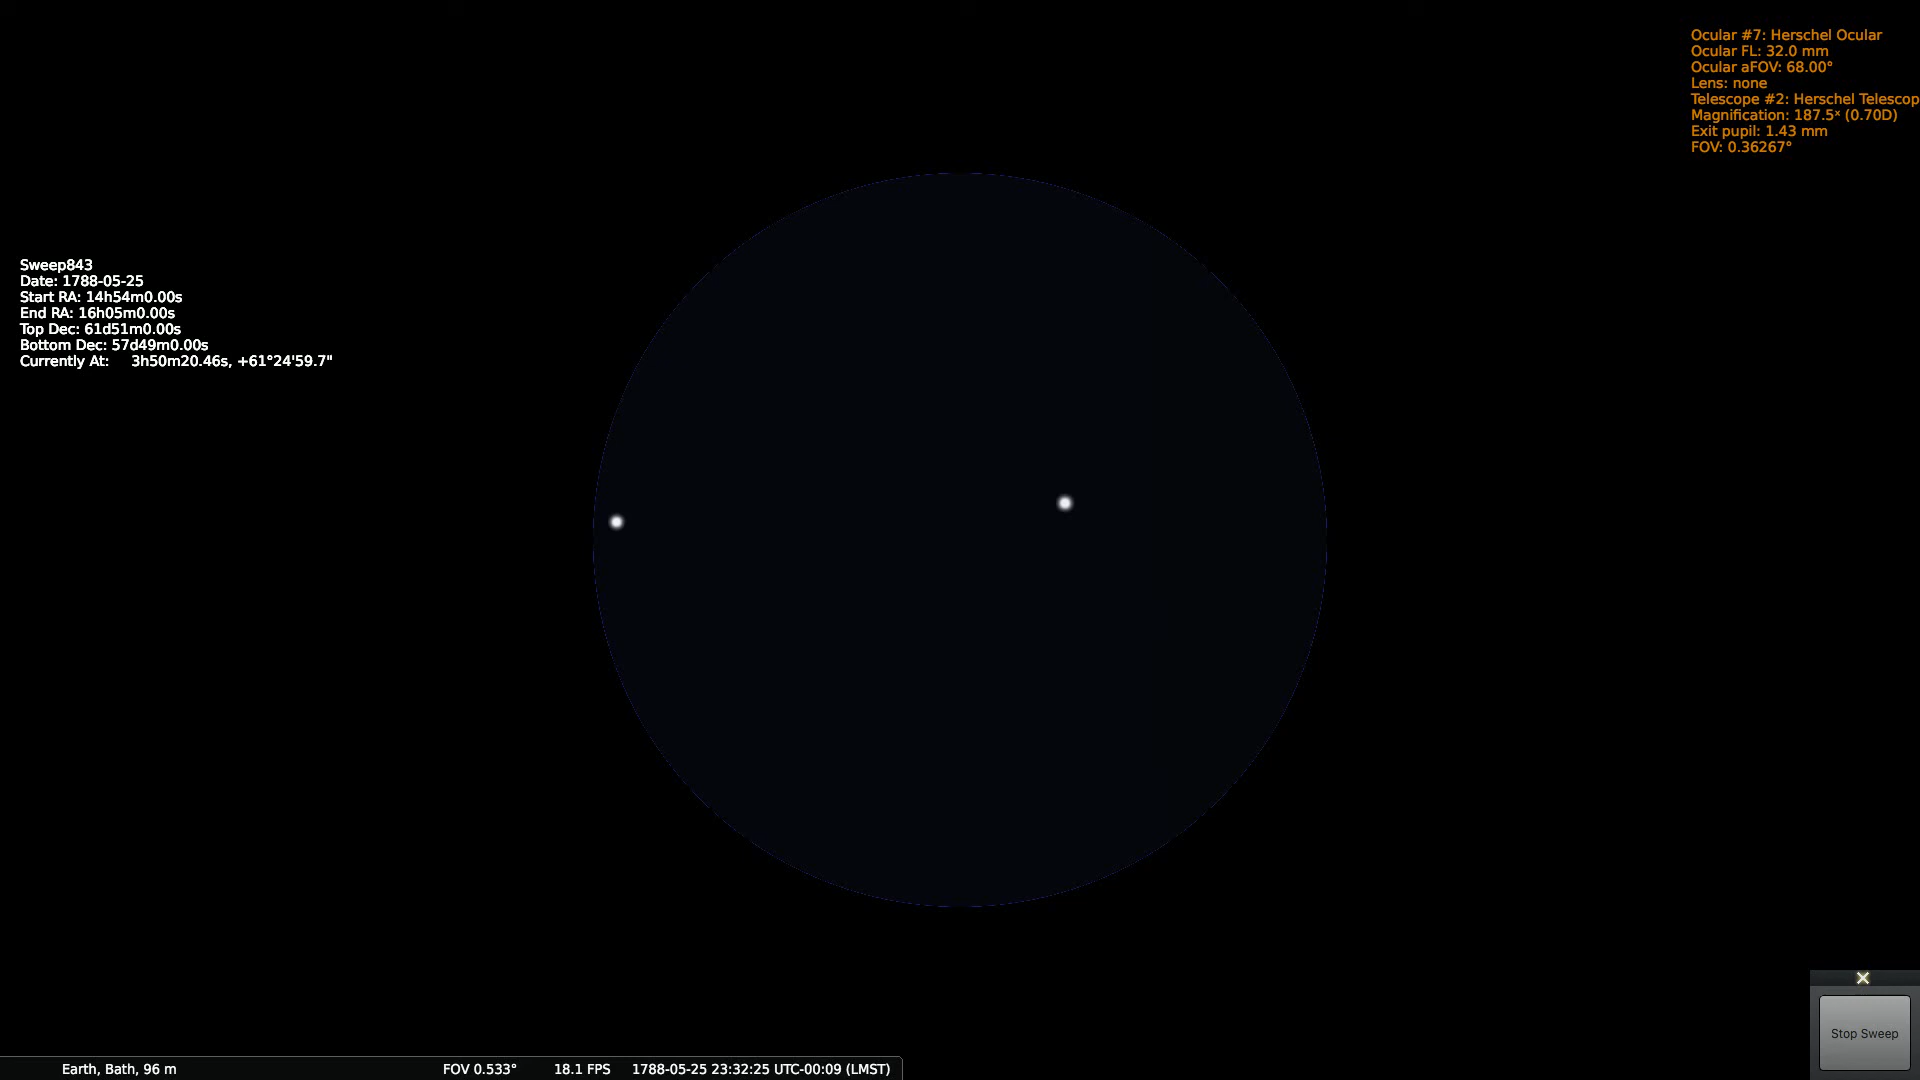 Ocular #7: Herschel Ocular
Ocular FL: 32.0 mm
Ocular aFOV: 68.00°
Lens: none
Telescope #2: Herschel Telescop
Magnification: 187.5ˣ (0.70D)
Exit pupil: 1.43 mm
FOV: 0.36267°
Sweep843
Date: 1788-05-25
Start RA: 14h54m0.00s
End RA: 16h05m0.00s
Top Dec: 61d51m0.00s
Bottom Dec: 57d49m0.00s
Currently At: 3h50m20.46s, +61°24'59.7"
Stop Sweep
Earth, Bath, 96 m FOV 0.533° 18.1 FPS 1788-05-25 23:32:25 UTC-00:09 (LMST)